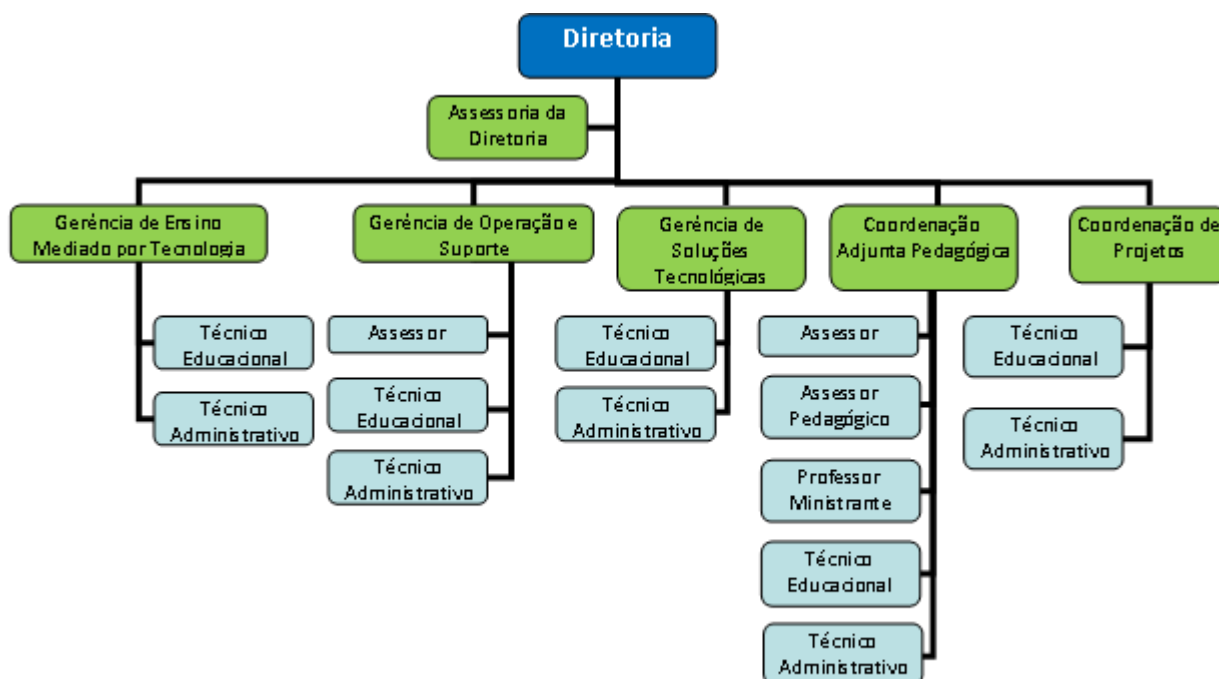 Diretoria
Assessoria da
Diretoria
Gerência de Ensino
Mediado por Tecnologia
Gerência de Operação e
Suporte
Gerência de
Soluções
Tecnológicas
Coordenação
Adjunta Pedagógica
Coordenação de
Projetos
Técnico
Educacional
Técnico
Administrativo
Assessor
Técnico
Educacional
Técnico
Administrativo
Técnico
Educacional
Técnico
Administrativo
Assessor
Assessor
Pedagógico
Professor
Ministrante
Técnico
Educacional
Técnico
Administrativo
Técnico
Educacional
Técnico
Administrativo